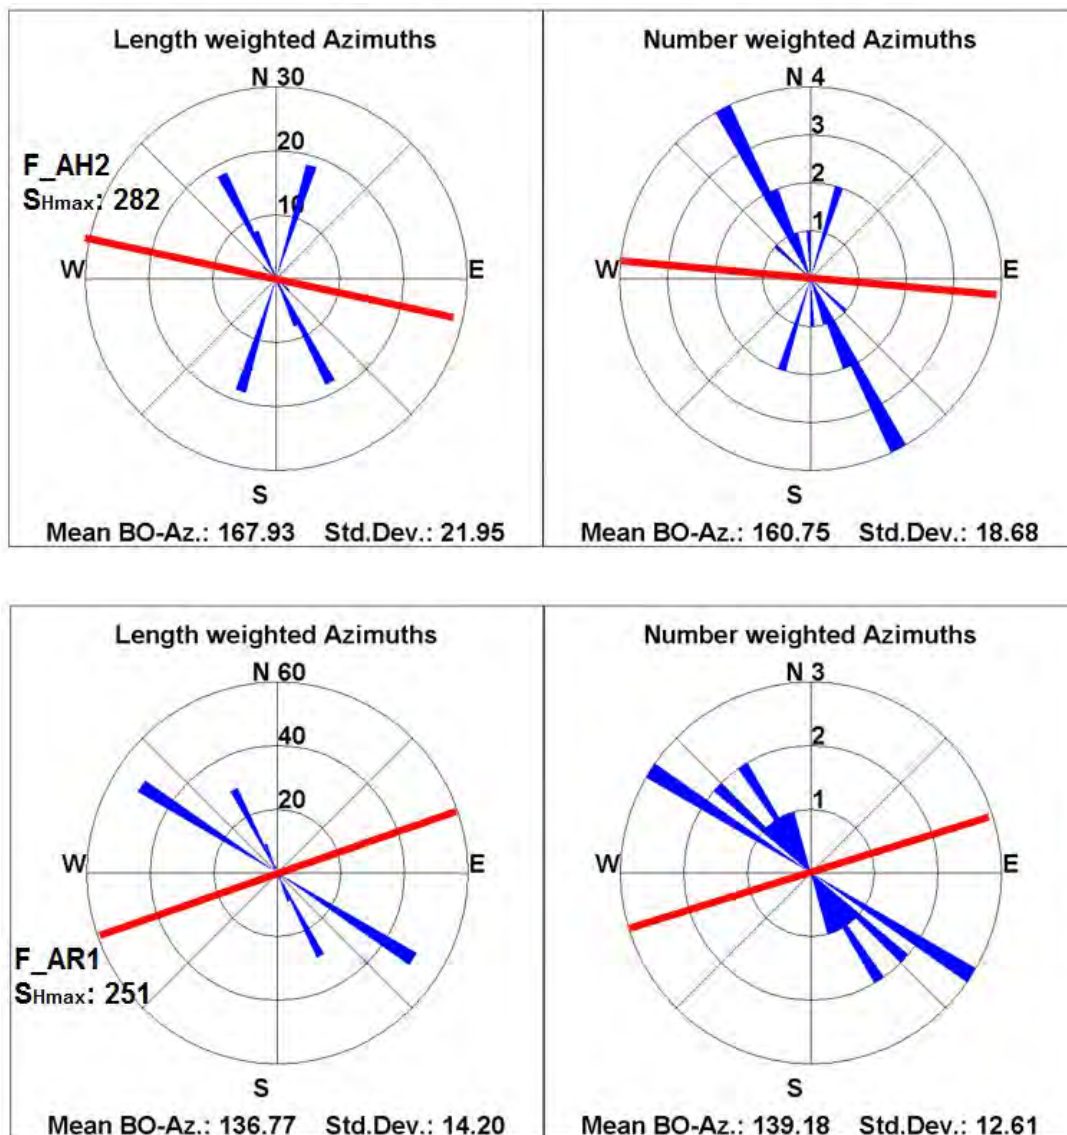 Length weighted Azimuths
N 30
20
10
F_AH2
SHmax: 282
W
E
S
Mean BO-Az.: 167.93 Std.Dev.: 21.95
Number weighted Azimuths
N 4
3
2
1
W
E
S
Mean BO-Az.: 160.75 Std.Dev.: 18.68
Length weighted Azimuths
N 60
40
20
W
E
F_AR1
SHmax: 251
S
Mean BO-Az.: 136.77 Std.Dev.: 14.20
Number weighted Azimuths
N 3
2
1
W
E
S
Mean BO-Az.: 139.18 Std.Dev.: 12.61